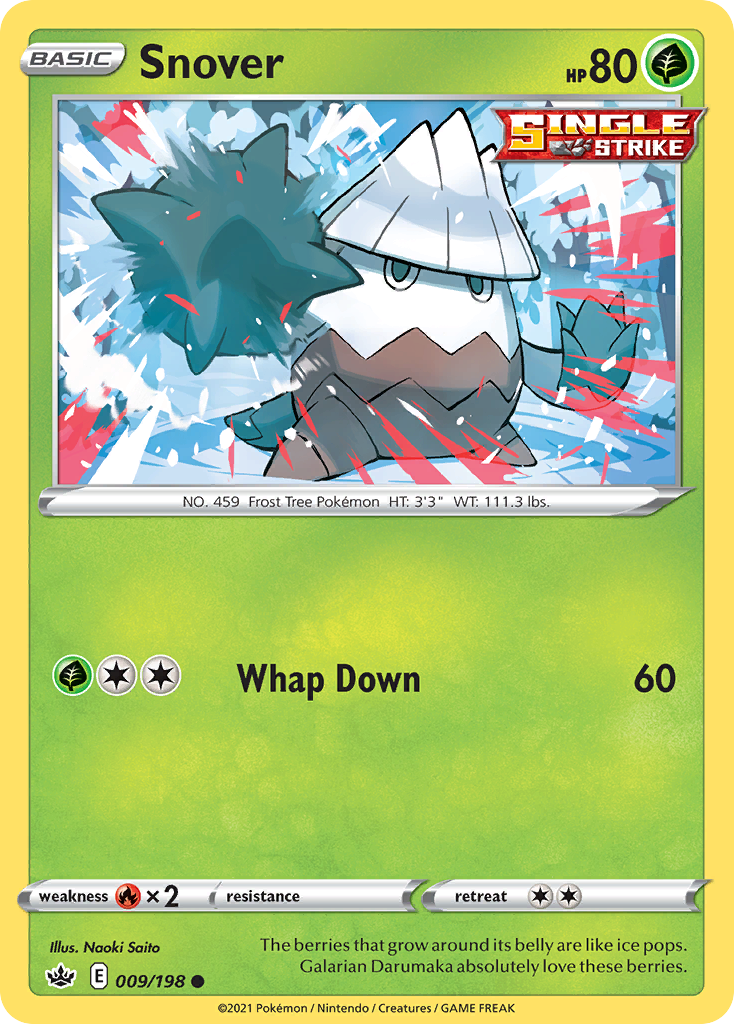 BASIC Snover HP80
SINGLE
STRIKE
NO. 459 Frost Tree Pokémon HT: 3'3" WT: 111.3 lbs.
Whap Down 60
weakness ×2 resistance retreat
Illus. Naoki Saito
The berries that grow around its belly are like ice pops.
Galarian Darumaka absolutely love these berries.
E 009/198
©2021 Pokémon / Nintendo / Creatures / GAME FREAK